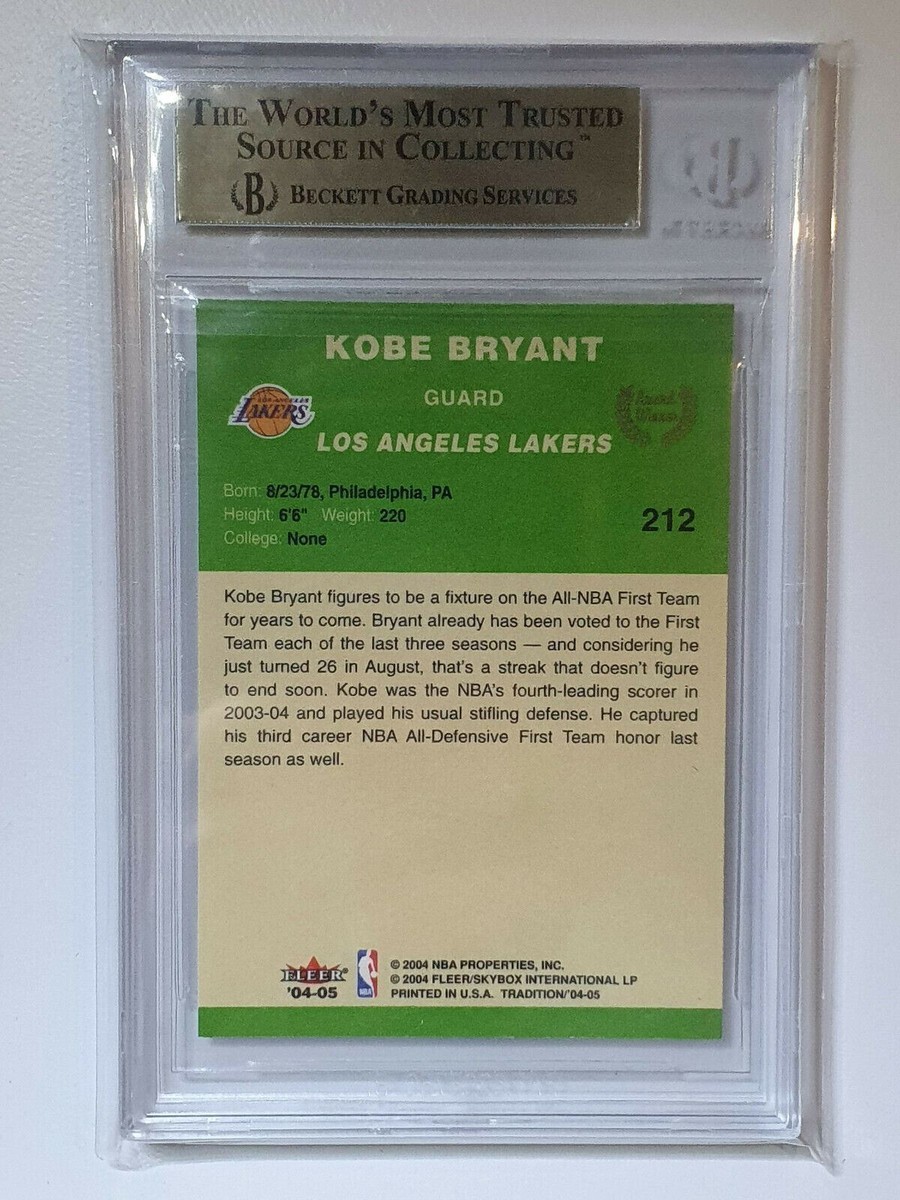 THE WORLD'S MOST TRUSTED
SOURCE IN COLLECTING™
B BECKETT GRADING SERVICES
KOBE BRYANT
GUARD
LOS ANGELES LAKERS
LOS ANGELES
LAKERS
Award
Winner
Born: 8/23/78, Philadelphia, PA
Height: 6'6" Weight: 220
College: None
212
Kobe Bryant figures to be a fixture on the All-NBA First Team
for years to come. Bryant already has been voted to the First
Team each of the last three seasons — and considering he
just turned 26 in August, that's a streak that doesn't figure
to end soon. Kobe was the NBA's fourth-leading scorer in
2003-04 and played his usual stifling defense. He captured
his third career NBA All-Defensive First Team honor last
season as well.
FLEER®
'04-05
NBA
© 2004 NBA PROPERTIES, INC.
© 2004 FLEER/SKYBOX INTERNATIONAL LP
PRINTED IN U.S.A. TRADITION/'04-05